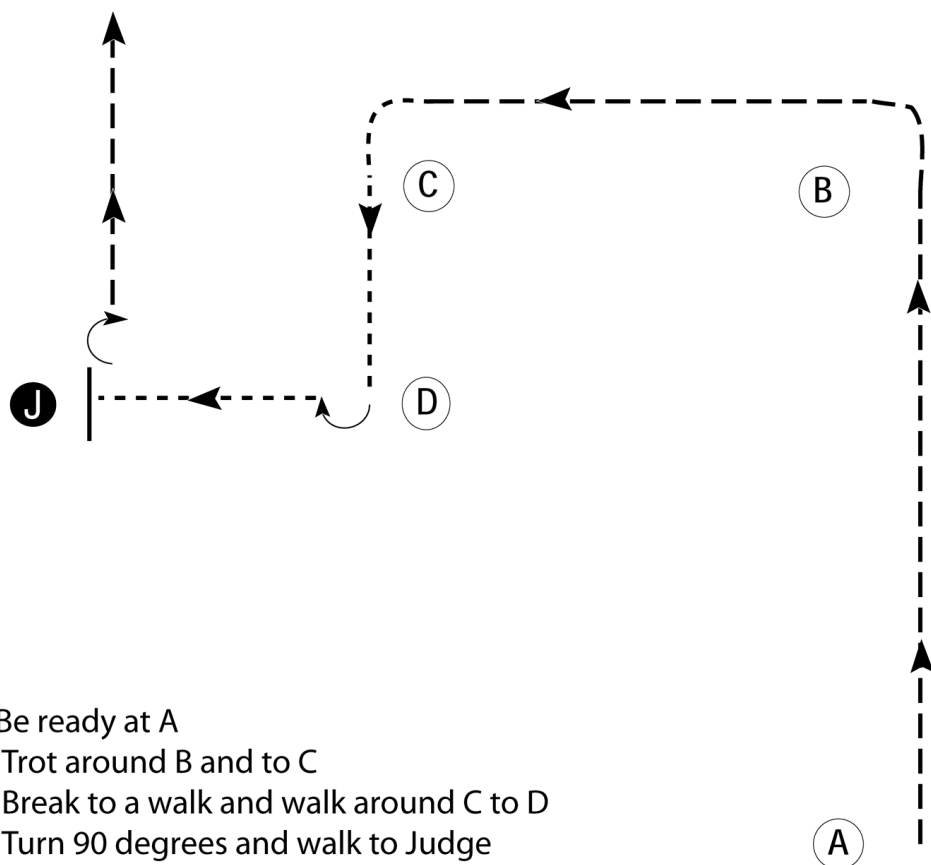 C
B
J
D
Be ready at A
Trot around B and to C
Break to a walk and walk around C to D
Turn 90 degrees and walk to Judge
A